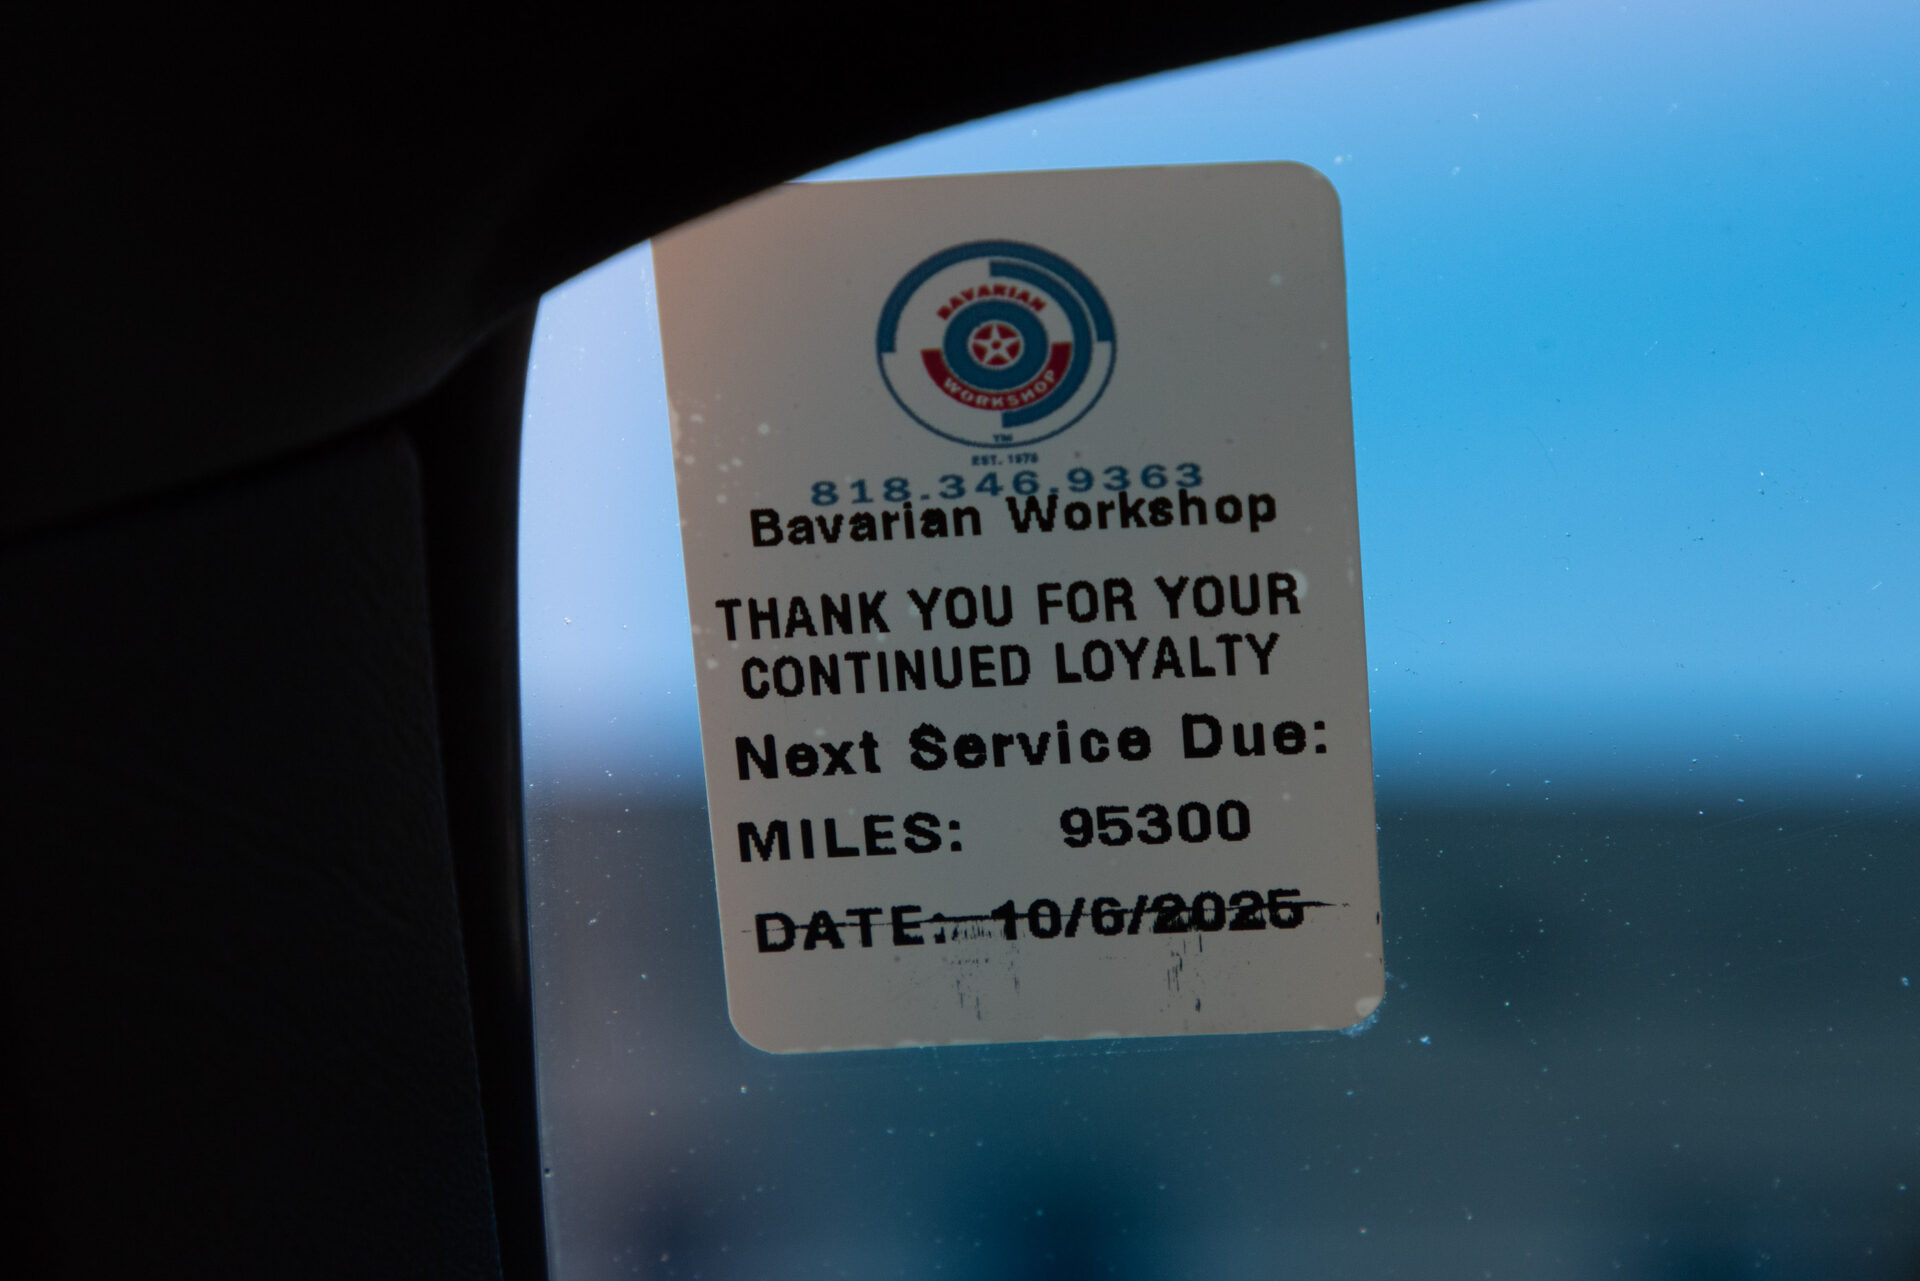 BAVARIAN
WORKSHOP
TM
EST. 1978
818.346.9363
Bavarian Workshop
THANK YOU FOR YOUR
CONTINUED LOYALTY
Next Service Due:
MILES: 95300
DATE: 10/6/2025